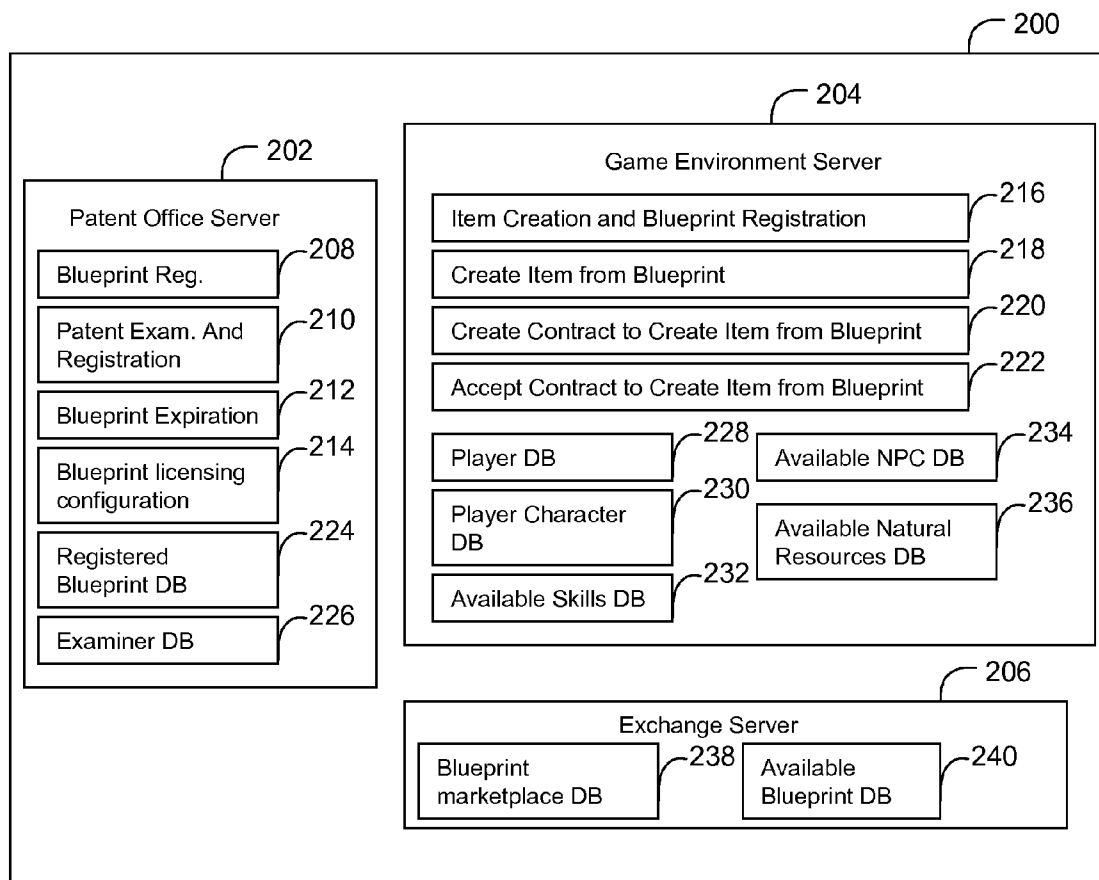 200
202
Patent Office Server
Blueprint Reg.
208
Patent Exam. And
Registration
210
Blueprint Expiration
212
Blueprint licensing
configuration
214
Registered
Blueprint DB
224
Examiner DB
226
204
Game Environment Server
Item Creation and Blueprint Registration
216
Create Item from Blueprint
218
Create Contract to Create Item from Blueprint
220
Accept Contract to Create Item from Blueprint
222
Player DB
228
Player Character
DB
230
Available Skills DB
232
Available NPC DB
234
Available Natural
Resources DB
236
206
Exchange Server
Blueprint
marketplace DB
238
Available
Blueprint DB
240